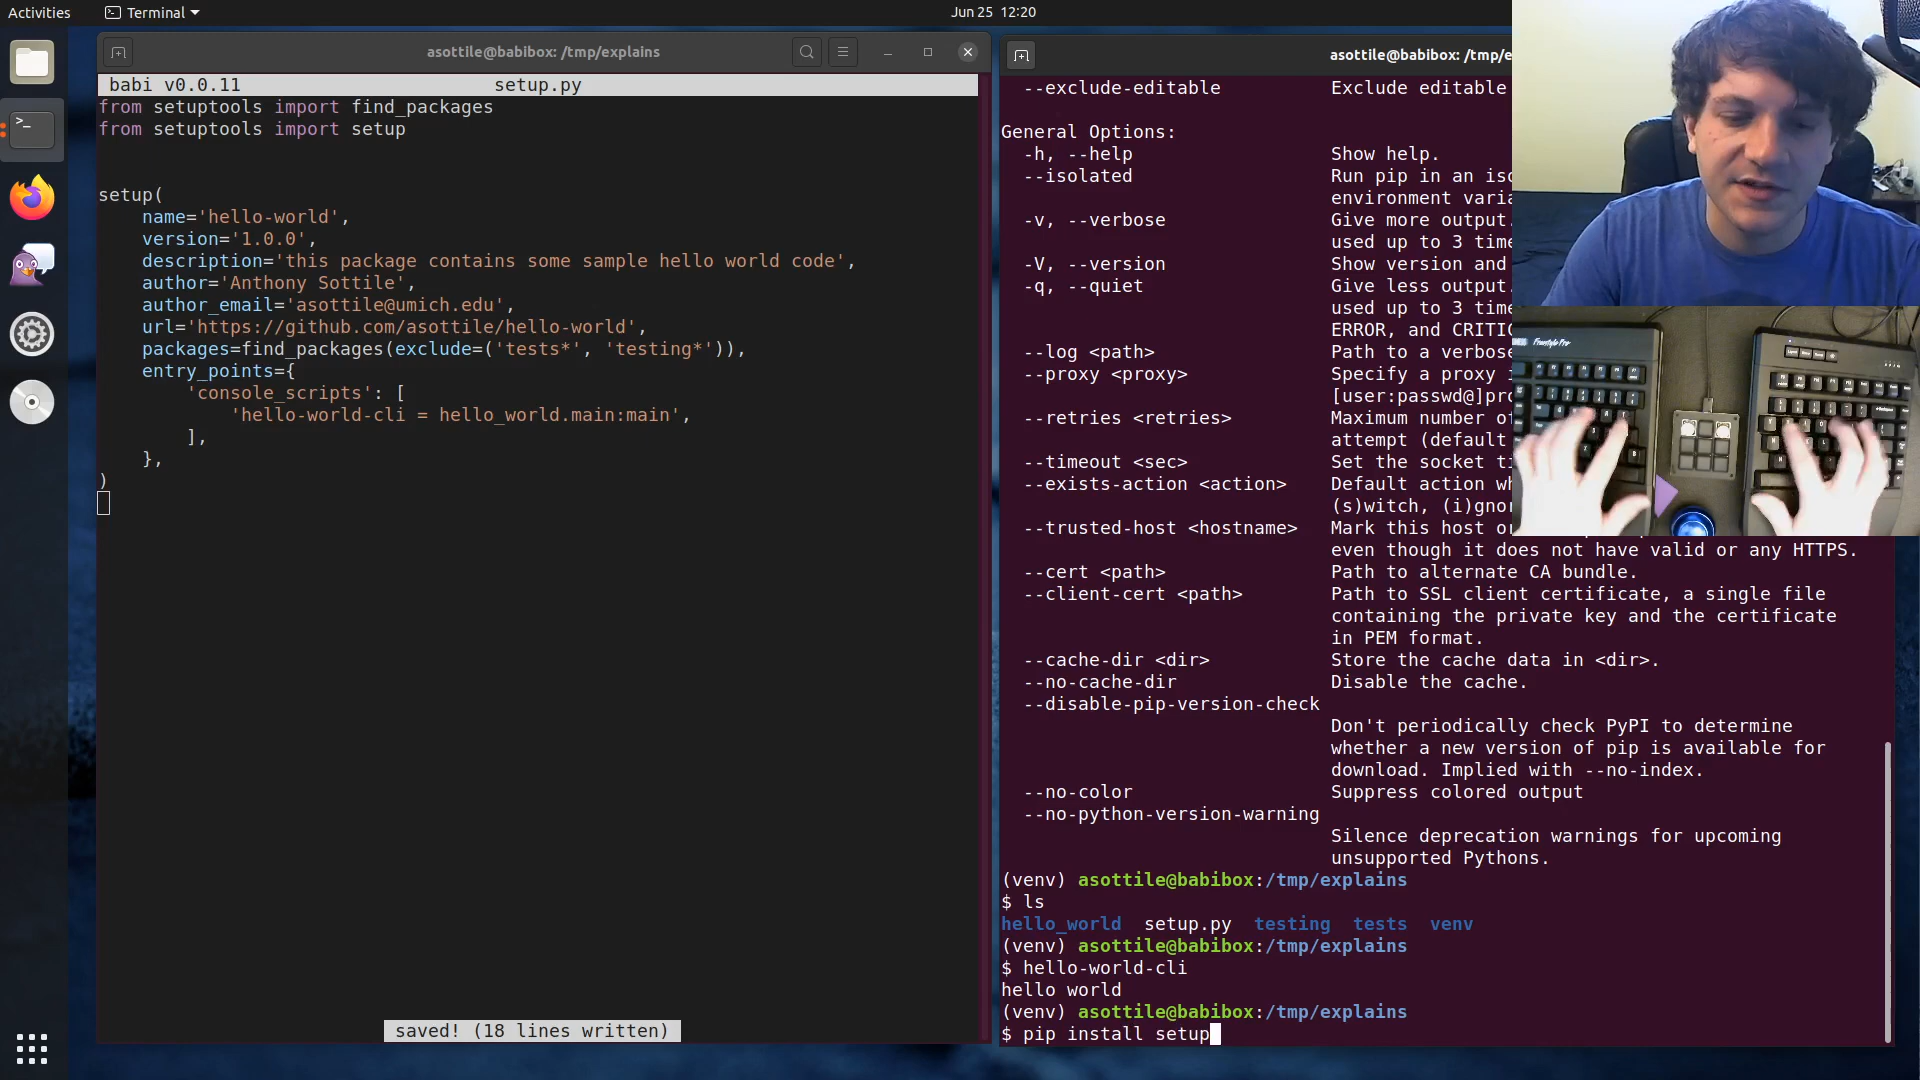 Activities
Terminal
Jun 25 12:20
asottile@babibox: /tmp/explains
babi v0.0.11 setup.py
from setuptools import find_packages
from setuptools import setup
setup(
name='hello-world',
version='1.0.0',
description='this package contains some sample hello world code',
author='Anthony Sottile',
author_email='asottile@umich.edu',
url='https://github.com/asottile/hello-world',
packages=find_packages(exclude=('tests*', 'testing*')),
entry_points={
'console_scripts': [
'hello-world-cli = hello_world.main:main',
],
},
)
saved! (18 lines written)
asottile@babibox: /tmp/e
--exclude-editable Exclude editable
General Options:
-h, --help Show help.
--isolated Run pip in an iso
environment varia
-v, --verbose Give more output.
used up to 3 time
-V, --version Show version and
-q, --quiet Give less output.
used up to 3 time
ERROR, and CRITIC
--log <path> Path to a verbose
--proxy <proxy> Specify a proxy i
[user:passwd@]pro
--retries <retries> Maximum number of
attempt (default
--timeout <sec> Set the socket ti
--exists-action <action> Default action wh
(s)witch, (i)gnor
--trusted-host <hostname> Mark this host or
even though it does not have valid or any HTTPS.
--cert <path> Path to alternate CA bundle.
--client-cert <path> Path to SSL client certificate, a single file
containing the private key and the certificate
in PEM format.
--cache-dir <dir> Store the cache data in <dir>.
--no-cache-dir Disable the cache.
--disable-pip-version-check
Don't periodically check PyPI to determine
whether a new version of pip is available for
download. Implied with --no-index.
--no-color Suppress colored output
--no-python-version-warning
Silence deprecation warnings for upcoming
unsupported Pythons.
(venv) asottile@babibox:/tmp/explains
$ ls
hello_world setup.py testing tests venv
(venv) asottile@babibox:/tmp/explains
$ hello-world-cli
hello world
(venv) asottile@babibox:/tmp/explains
$ pip install setup
Freestyle Pro